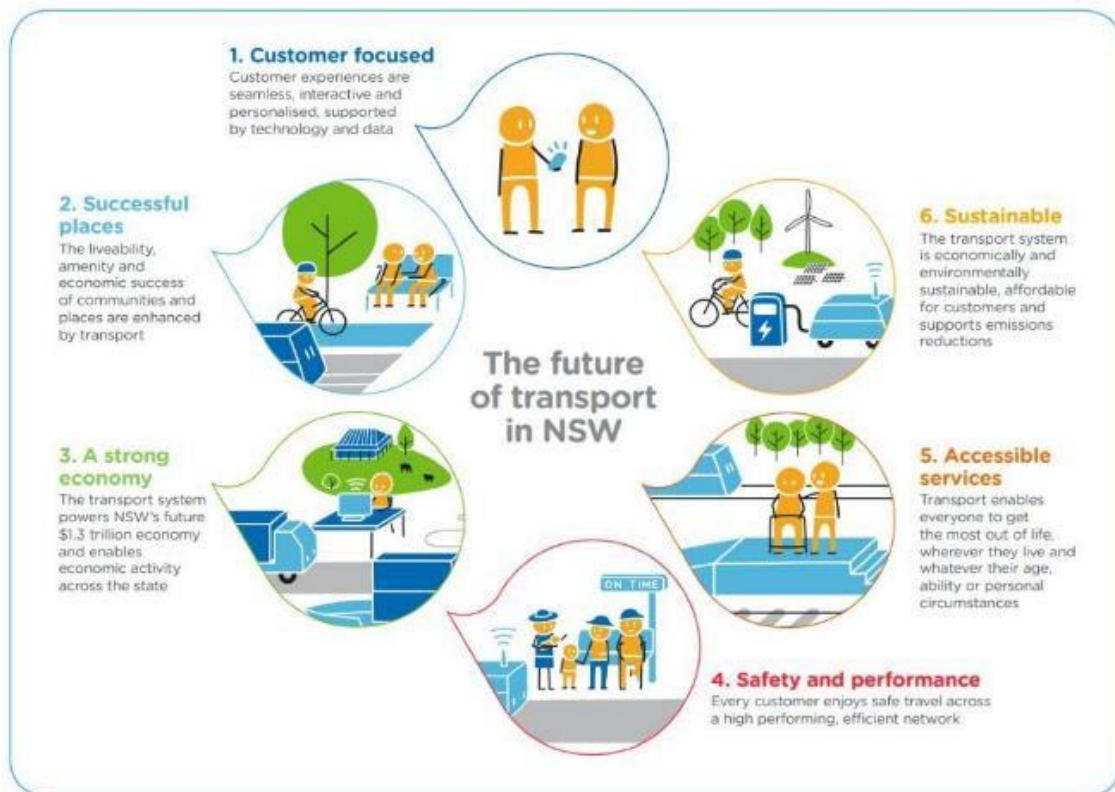 1. Customer focused
Customer experiences are
seamless, interactive and
personalised, supported
by technology and data
2. Successful
places
The liveability,
amenity and
economic success
of communities and
places are enhanced
by transport
3. A strong
economy
The transport system
powers NSW's future
$1.3 trillion economy
and enables
economic activity
across the state
The future
of transport
in NSW
ON TIME
4. Safety and performance
Every customer enjoys safe travel across
a high performing, efficient network
5. Accessible
services
Transport enables
everyone to get
the most out of life,
wherever they live and
whatever their age,
ability or personal
circumstances
6. Sustainable
The transport system
is economically and
environmentally
sustainable, affordable
for customers and
supports emissions
reductions